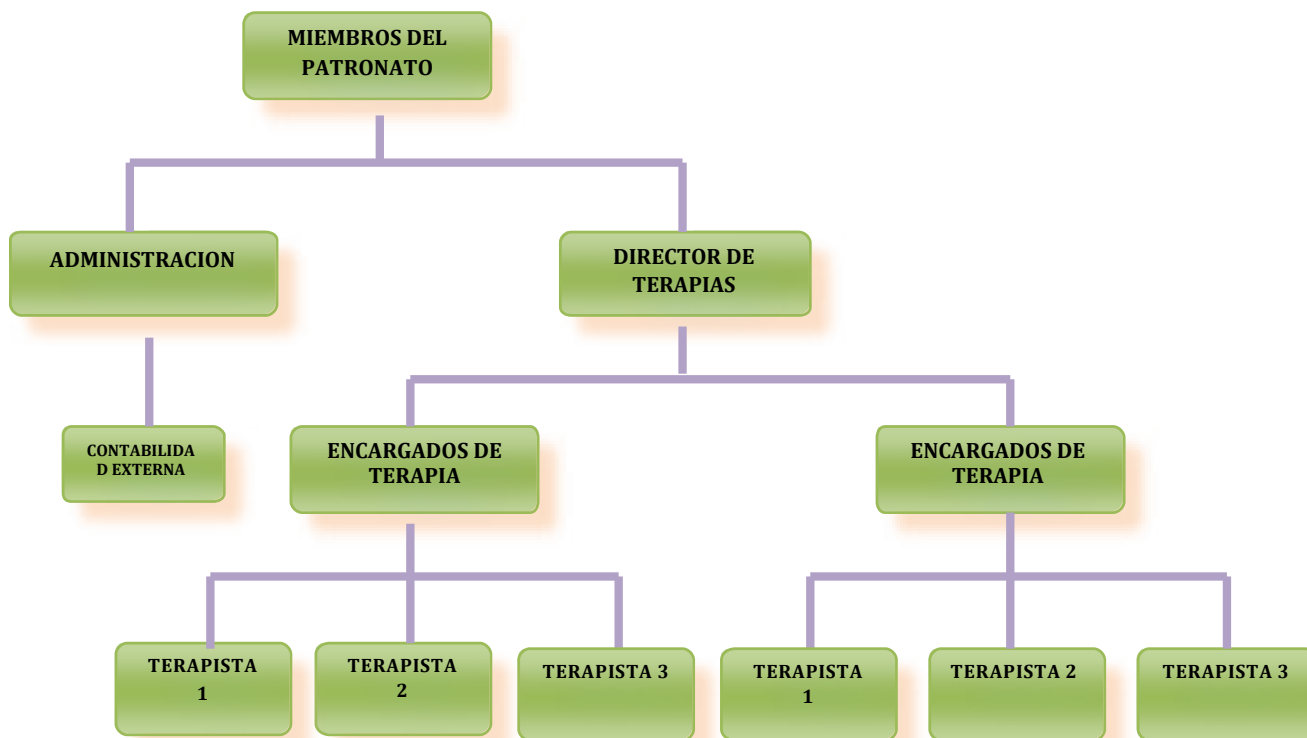 MIEMBROS DEL
PATRONATO
ADMINISTRACION
DIRECTOR DE
TERAPIAS
CONTABILIDA
D EXTERNA
ENCARGADOS DE
TERAPIA
ENCARGADOS DE
TERAPIA
TERAPISTA
1
TERAPISTA
2
TERAPISTA 3
TERAPISTA
1
TERAPISTA 2
TERAPISTA 3